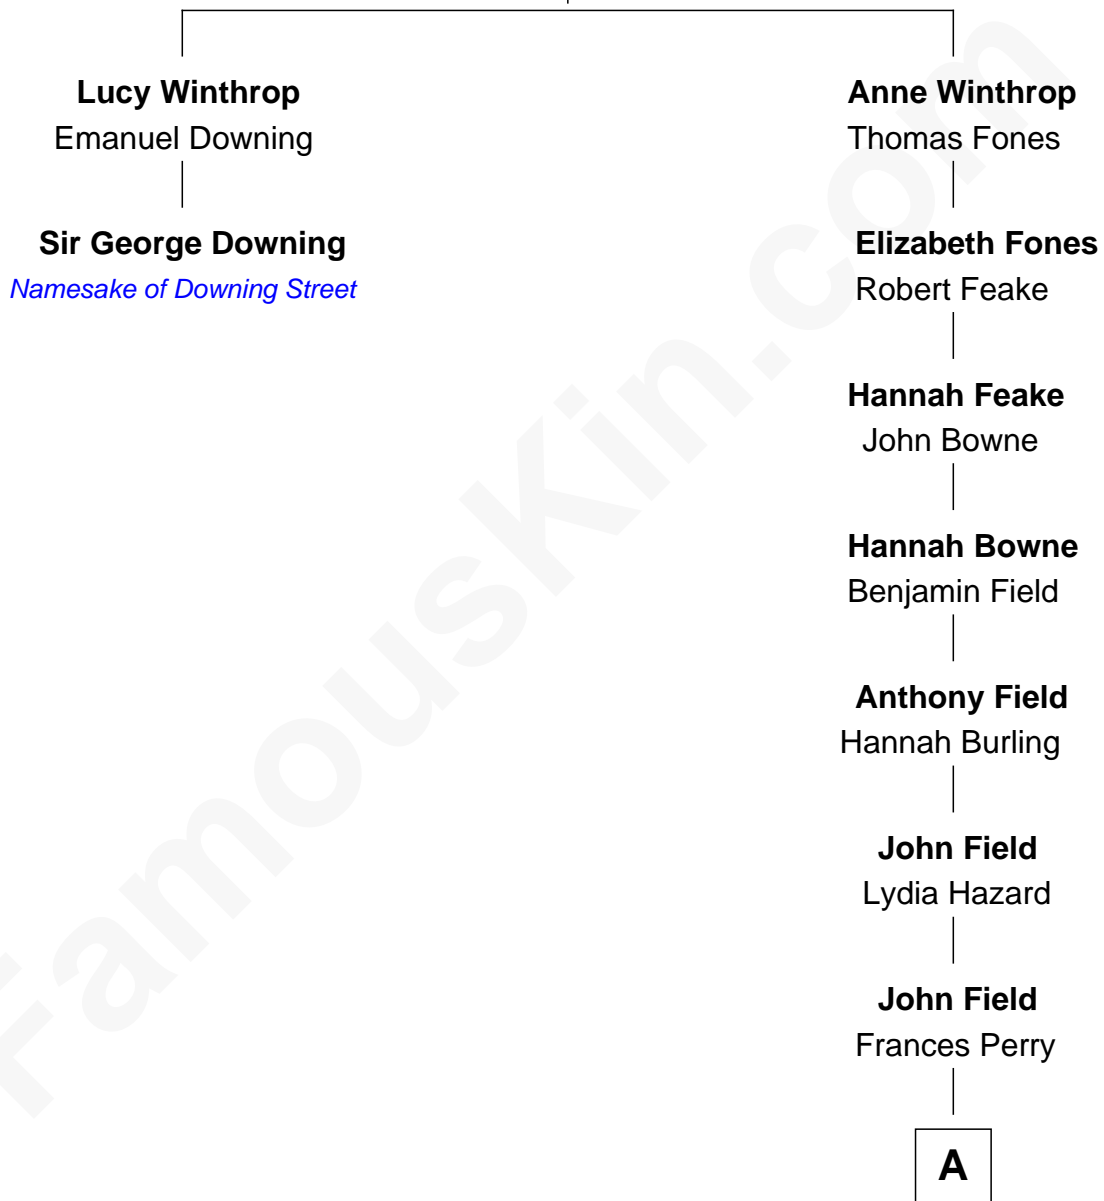 Lucy Winthrop
Emanuel Downing
Sir George Downing
Namesake of Downing Street
Anne Winthrop
Thomas Fones
Elizabeth Fones
Robert Feake
Hannah Feake
John Bowne
Hannah Bowne
Benjamin Field
Anthony Field
Hannah Burling
John Field
Lydia Hazard
John Field
Frances Perry
A
FamousKin.com